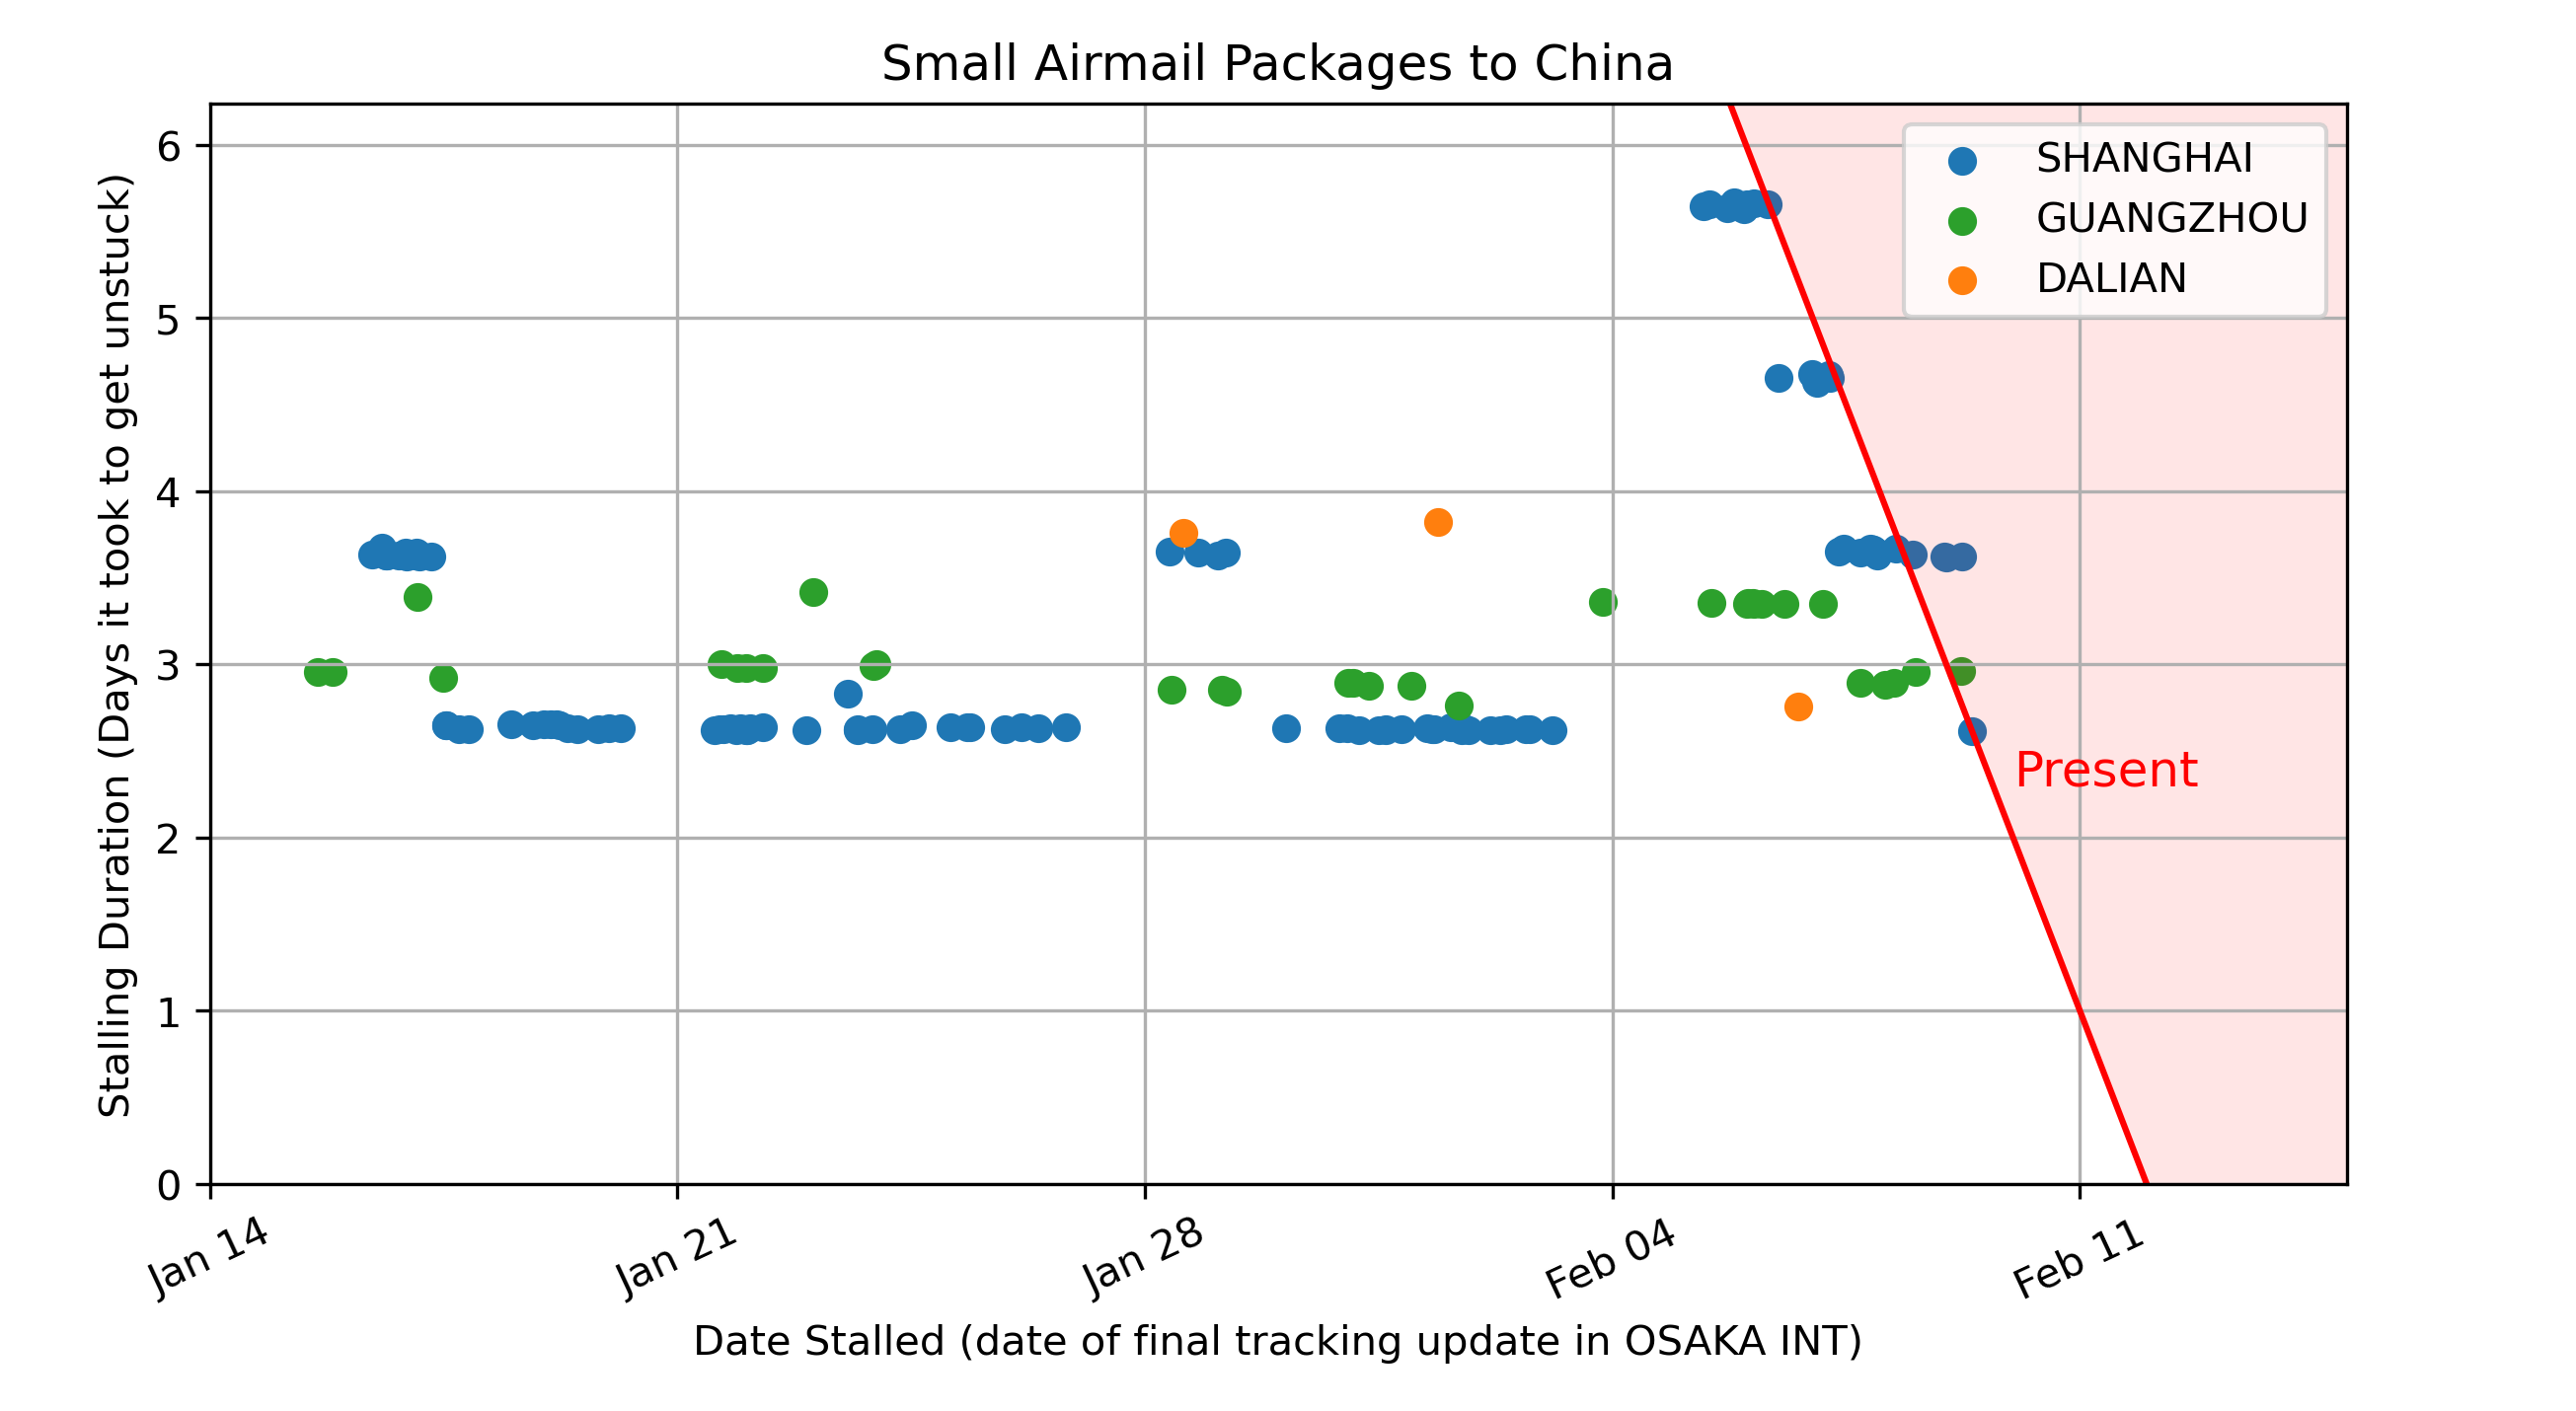 Small Airmail Packages to China
Stalling Duration (Days it took to get unstuck)
6
5
4
3
2
1
0
SHANGHAI
GUANGZHOU
DALIAN
Present
Jan 14
Jan 21
Jan 28
Feb 04
Feb 11
Date Stalled (date of final tracking update in OSAKA INT)